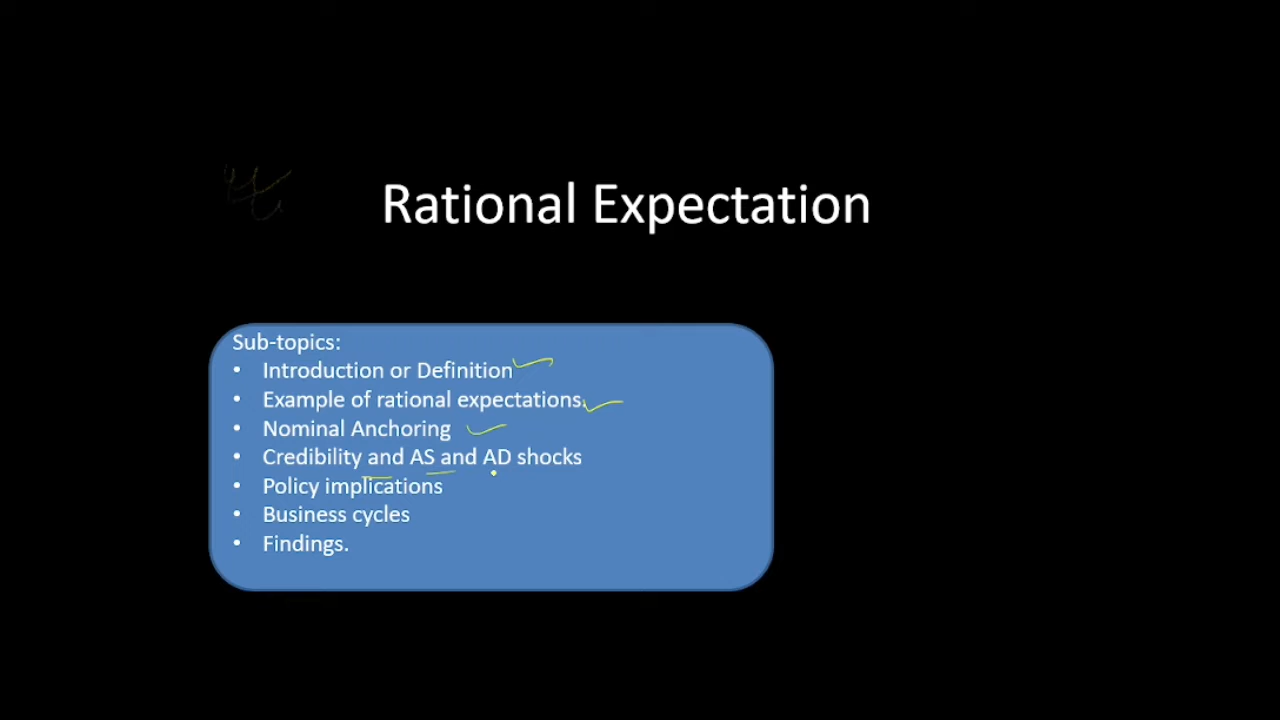 Rational Expectation
Sub-topics:
• Introduction or Definition
• Example of rational expectations.
• Nominal Anchoring
• Credibility and AS and AD shocks
• Policy implications
• Business cycles
• Findings.